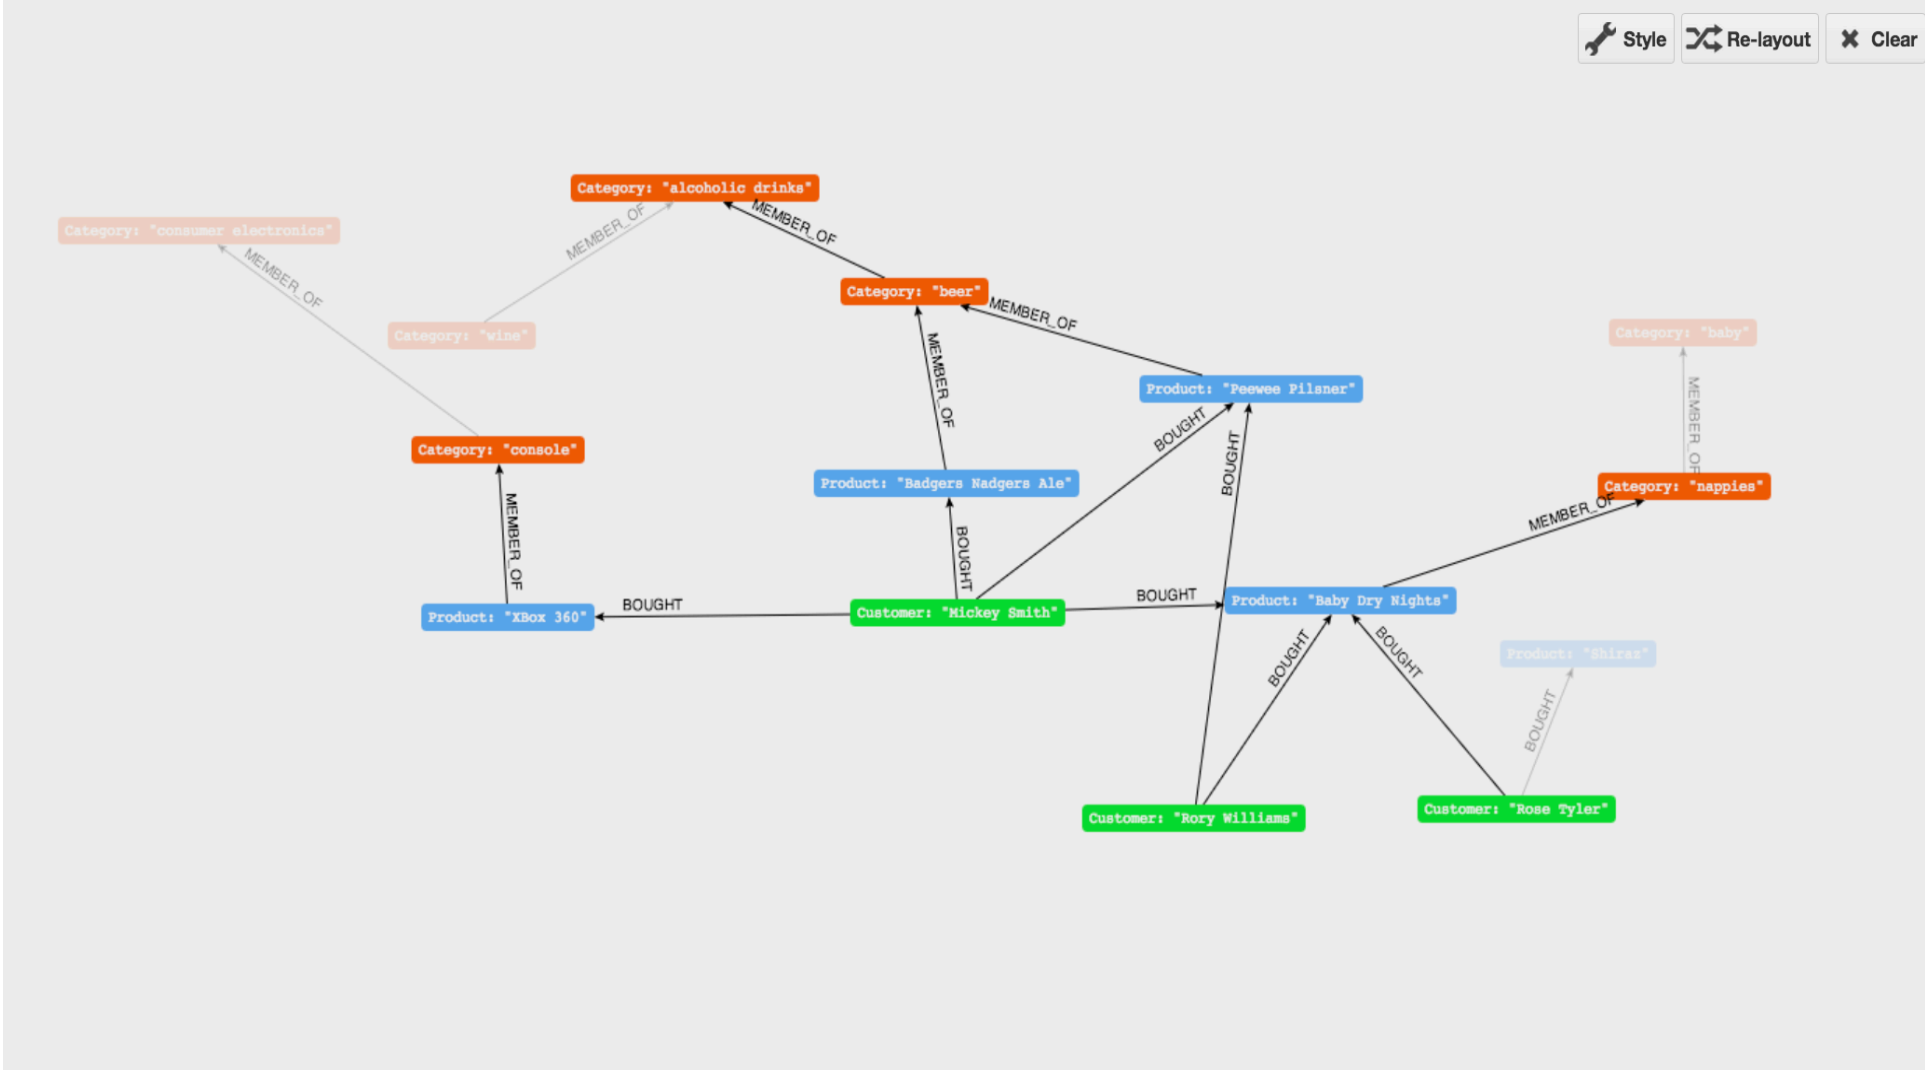 Style
Re-layout
Clear
Category: "alcoholic drinks"
MEMBER_OF
MEMBER_OF
Category: "consumer electronics"
MEMBER_OF
Category: "beer"
MEMBER_OF
Category: "wine"
Category: "baby"
MEMBER_OF
MEMBER_OF
Product: "Peewee Pilsner"
BOUGHT
BOUGHT
Category: "console"
Product: "Badgers Nadgers Ale"
Category: "nappies"
MEMBER_OF
MEMBER_OF
BOUGHT
BOUGHT
BOUGHT
Product: "XBox 360"
Customer: "Mickey Smith"
Product: "Baby Dry Nights"
BOUGHT
BOUGHT
Product: "Shiraz"
BOUGHT
Customer: "Rory Williams"
Customer: "Rose Tyler"